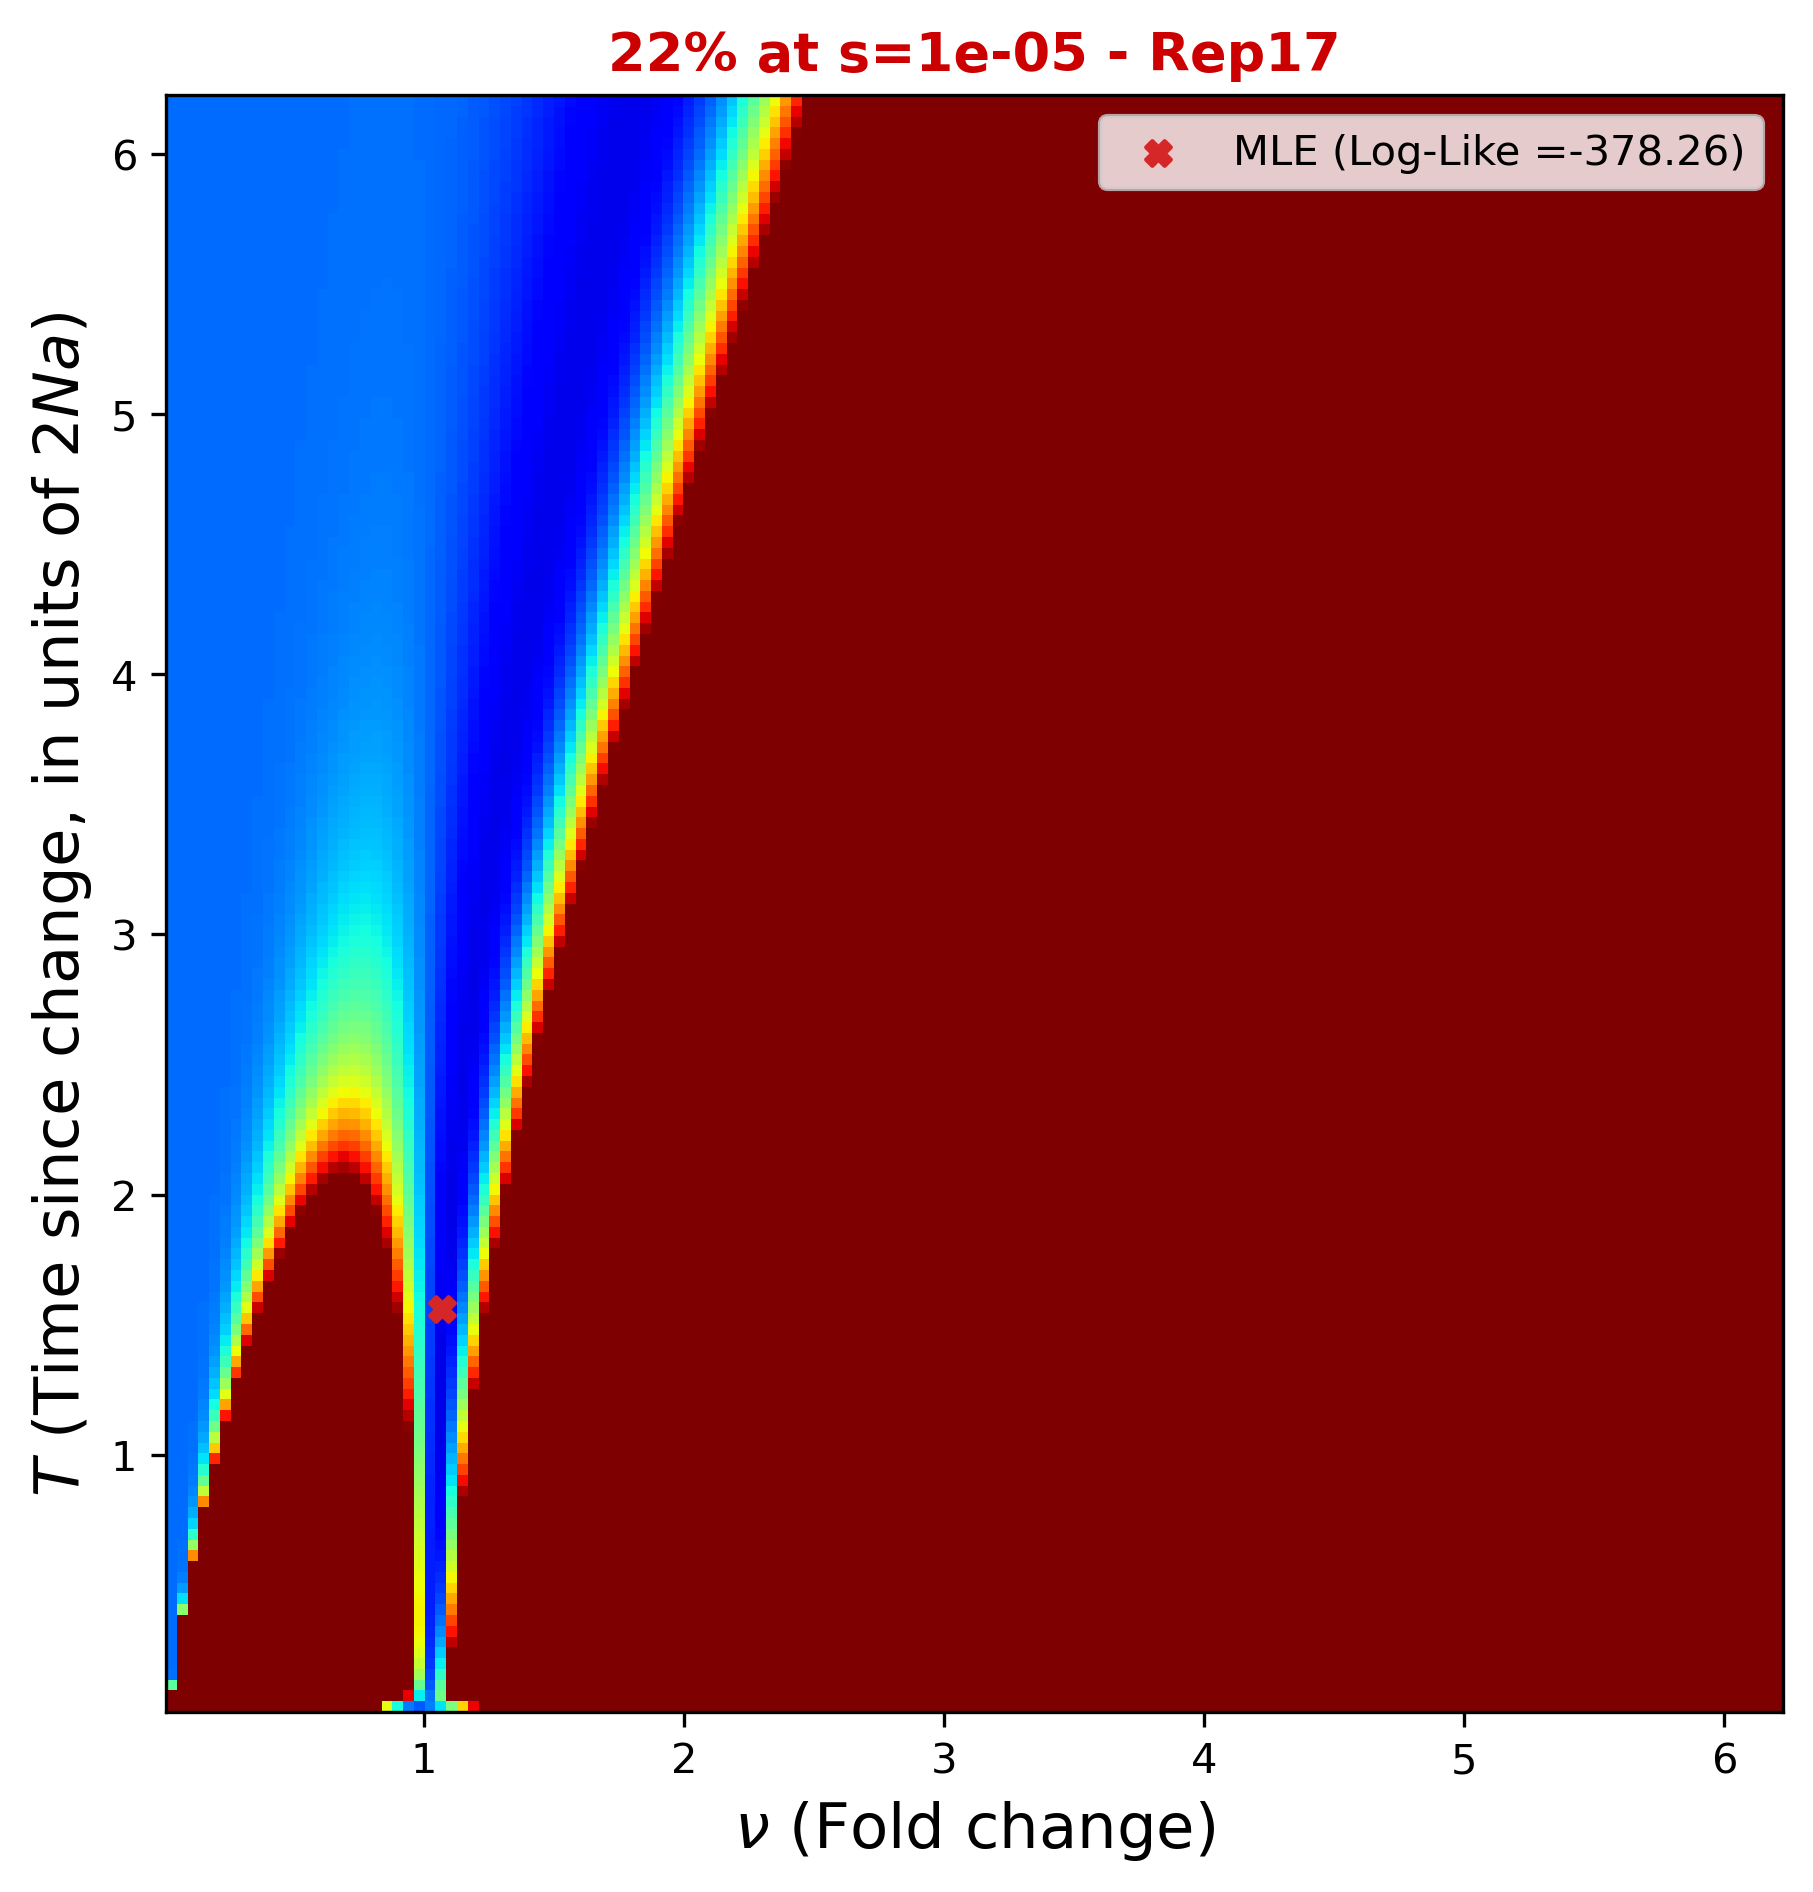 22% at s=1e-05 - Rep17
MLE (Log-Like =-378.26)
T (Time since change, in units of 2Na)
6
5
4
3
2
1
1 2 3 4 5 6
ν (Fold change)